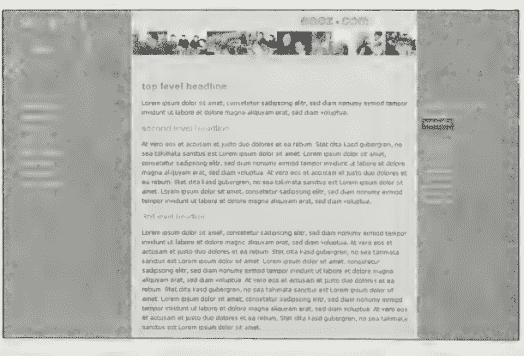 top level headline
Lorem ipsum dolor sit amet, consetetur sadipscing elitr, sed diam nonumy eirmod tempor
invidunt ut labore et dolore magna aliquyam erat, sed diam voluptua.
second level headline
At vero eos et accusam et justo duo dolores et ea rebum. Stet clita kasd gubergren, no
sea takimata sanctus est Lorem ipsum dolor sit amet. Lorem ipsum dolor sit amet,
consetetur sadipscing elitr, sed diam nonumy eirmod tempor invidunt ut labore et dolore
magna aliquyam erat, sed diam voluptua. At vero eos et accusam et justo duo dolores et
ea rebum. Stet clita kasd gubergren, no sea takimata sanctus est Lorem ipsum dolor sit
amet. Lorem ipsum dolor sit amet, consetetur sadipscing elitr, sed diam nonumy eirmod
tempor invidunt ut labore et dolore magna aliquyam erat, sed diam voluptua.
3rd level headline
Lorem ipsum dolor sit amet, consetetur sadipscing elitr, sed diam nonumy eirmod tempor
invidunt ut labore et dolore magna aliquyam erat, sed diam voluptua. At vero eos et
accusam et justo duo dolores et ea rebum. Stet clita kasd gubergren, no sea takimata
sanctus est Lorem ipsum dolor sit amet. Lorem ipsum dolor sit amet, consetetur
sadipscing elitr, sed diam nonumy eirmod tempor invidunt ut labore et dolore magna
aliquyam erat, sed diam voluptua. At vero eos et accusam et justo duo dolores et ea
rebum. Stet clita kasd gubergren, no sea takimata sanctus est Lorem ipsum dolor sit
amet. Lorem ipsum dolor sit amet, consetetur sadipscing elitr, sed diam nonumy eirmod
tempor invidunt ut labore et dolore magna aliquyam erat, sed diam voluptua. At vero eos
et accusam et justo duo dolores et ea rebum. Stet clita kasd gubergren, no sea takimata
sanctus est Lorem ipsum dolor sit amet.